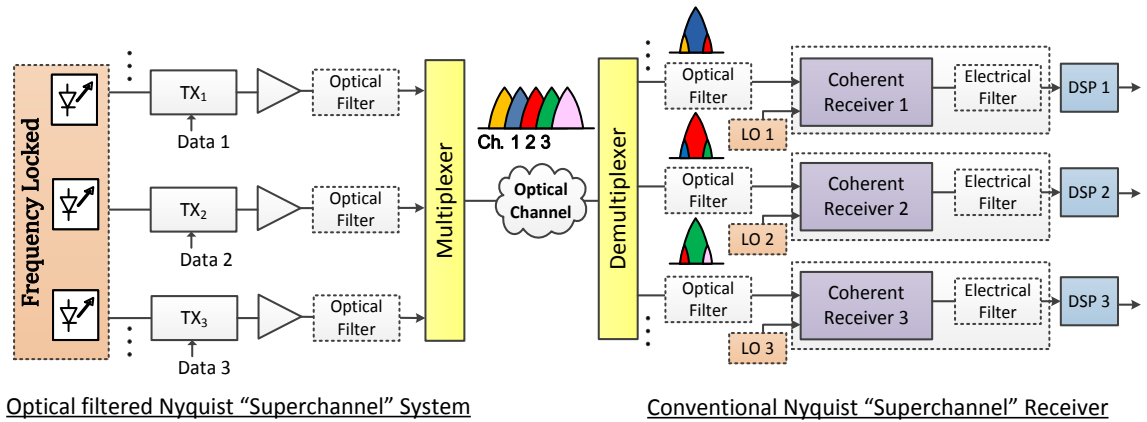 Frequency Locked
TX1
Data 1
Optical
Filter
TX2
Data 2
Optical
Filter
TX3
Data 3
Optical
Filter
Multiplexer
Ch. 1 2 3
Optical
Channel
Demultiplexer
Optical
Filter
LO 1
Coherent
Receiver 1
Electrical
Filter
DSP 1
Optical
Filter
LO 2
Coherent
Receiver 2
Electrical
Filter
DSP 2
Optical
Filter
LO 3
Coherent
Receiver 3
Electrical
Filter
DSP 3
Optical filtered Nyquist “Superchannel” System
Conventional Nyquist “Superchannel” Receiver